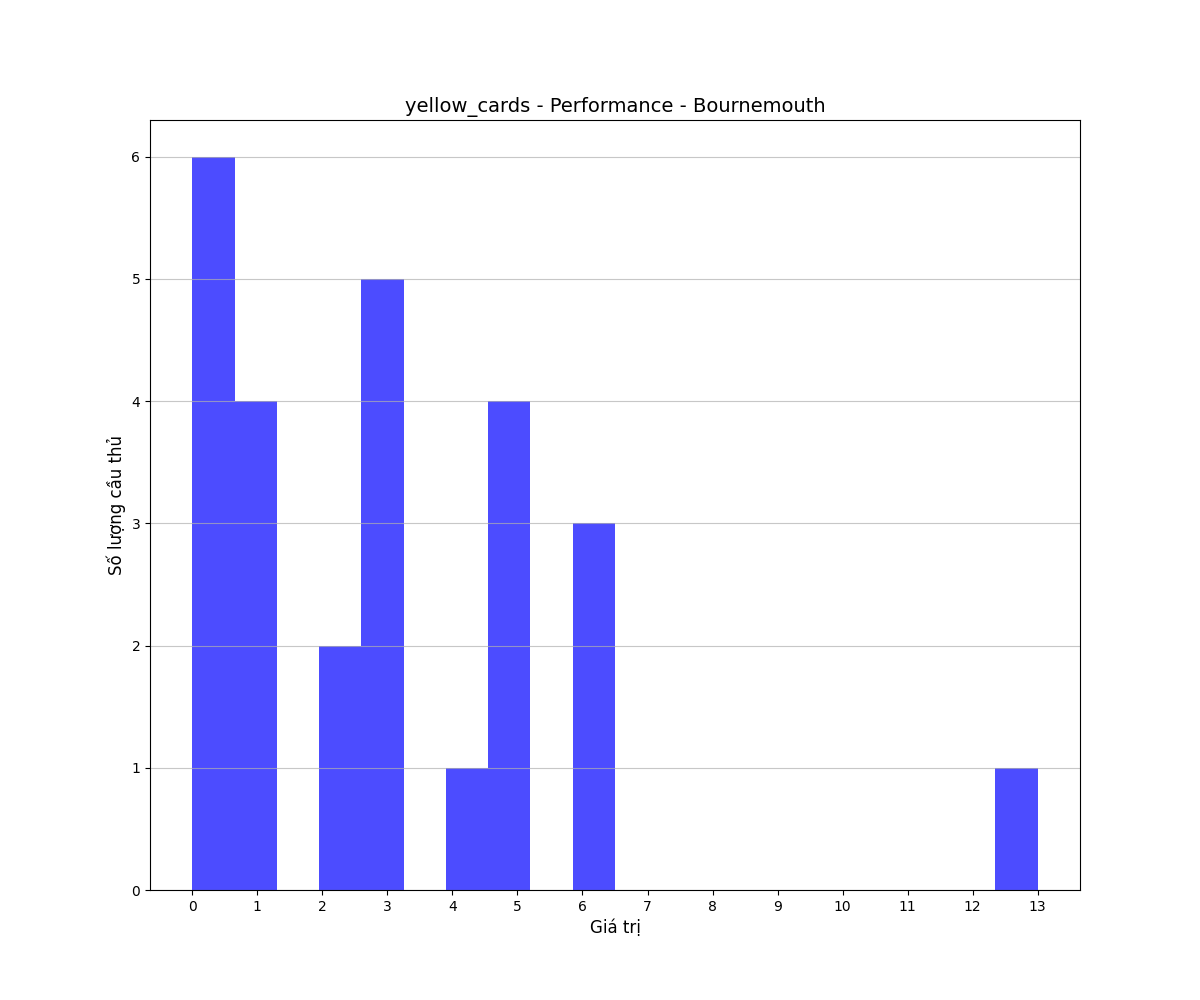 yellow_cards - Performance - Bournemouth
Số lượng cầu thủ
6
5
4
3
2
1
0
0 1 2 3 4 5 6 7 8 9 10 11 12 13
Giá trị